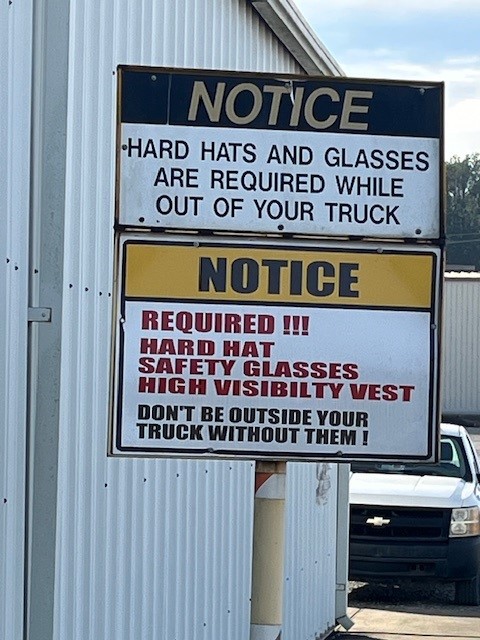 NOTICE
HARD HATS AND GLASSES
ARE REQUIRED WHILE
OUT OF YOUR TRUCK
NOTICE
REQUIRED !!!
HARD HAT
SAFETY GLASSES
HIGH VISIBILTY VEST
DON'T BE OUTSIDE YOUR
TRUCK WITHOUT THEM !